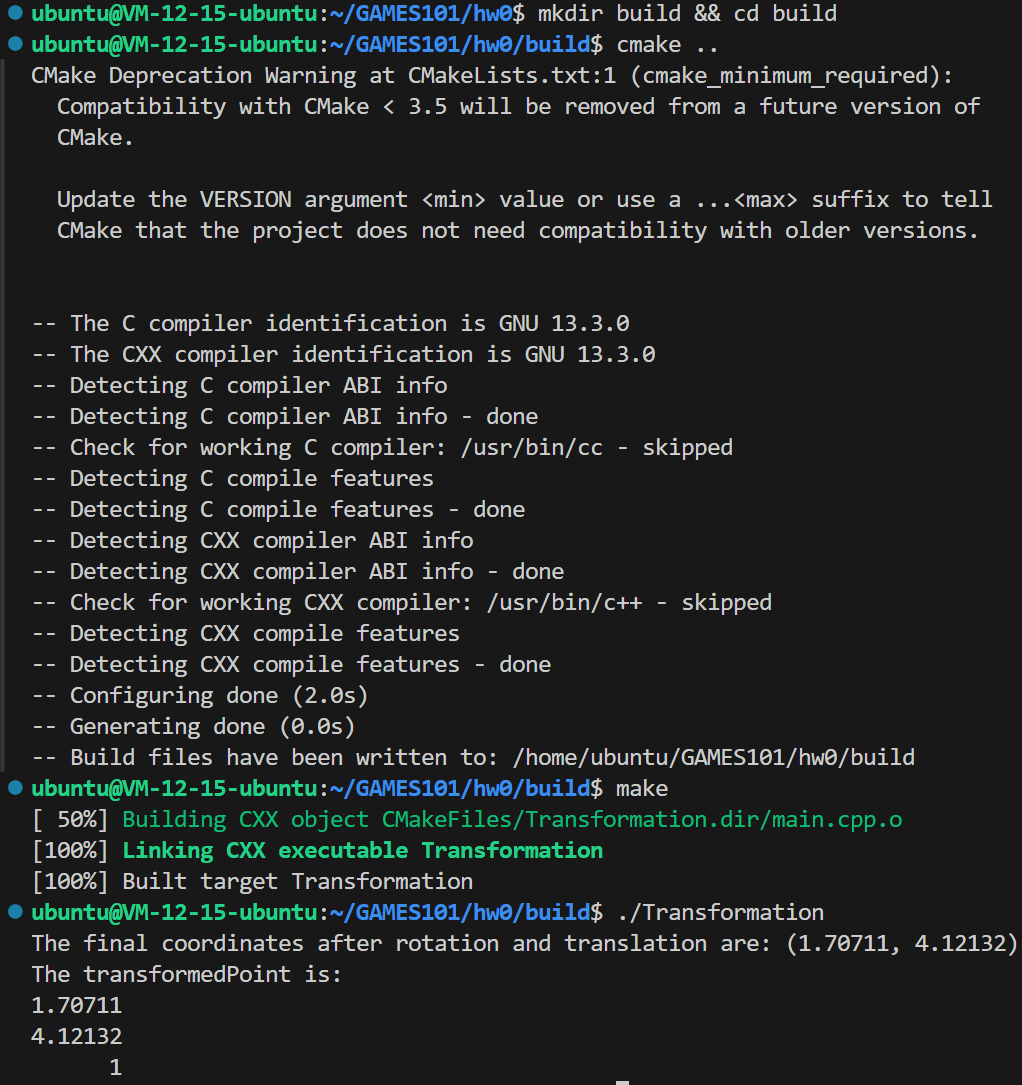 ubuntu@VM-12-15-ubuntu:~/GAMES101/hw0$ mkdir build && cd build
ubuntu@VM-12-15-ubuntu:~/GAMES101/hw0/build$ cmake ..
CMake Deprecation Warning at CMakeLists.txt:1 (cmake_minimum_required):
  Compatibility with CMake < 3.5 will be removed from a future version of
  CMake.

  Update the VERSION argument <min> value or use a ...<max> suffix to tell
  CMake that the project does not need compatibility with older versions.


-- The C compiler identification is GNU 13.3.0
-- The CXX compiler identification is GNU 13.3.0
-- Detecting C compiler ABI info
-- Detecting C compiler ABI info - done
-- Check for working C compiler: /usr/bin/cc - skipped
-- Detecting C compile features
-- Detecting C compile features - done
-- Detecting CXX compiler ABI info
-- Detecting CXX compiler ABI info - done
-- Check for working CXX compiler: /usr/bin/c++ - skipped
-- Detecting CXX compile features
-- Detecting CXX compile features - done
-- Configuring done (2.0s)
-- Generating done (0.0s)
-- Build files have been written to: /home/ubuntu/GAMES101/hw0/build
ubuntu@VM-12-15-ubuntu:~/GAMES101/hw0/build$ make
[ 50%] Building CXX object CMakeFiles/Transformation.dir/main.cpp.o
[100%] Linking CXX executable Transformation
[100%] Built target Transformation
ubuntu@VM-12-15-ubuntu:~/GAMES101/hw0/build$ ./Transformation
The final coordinates after rotation and translation are: (1.70711, 4.12132)
The transformedPoint is:
1.70711
4.12132
      1